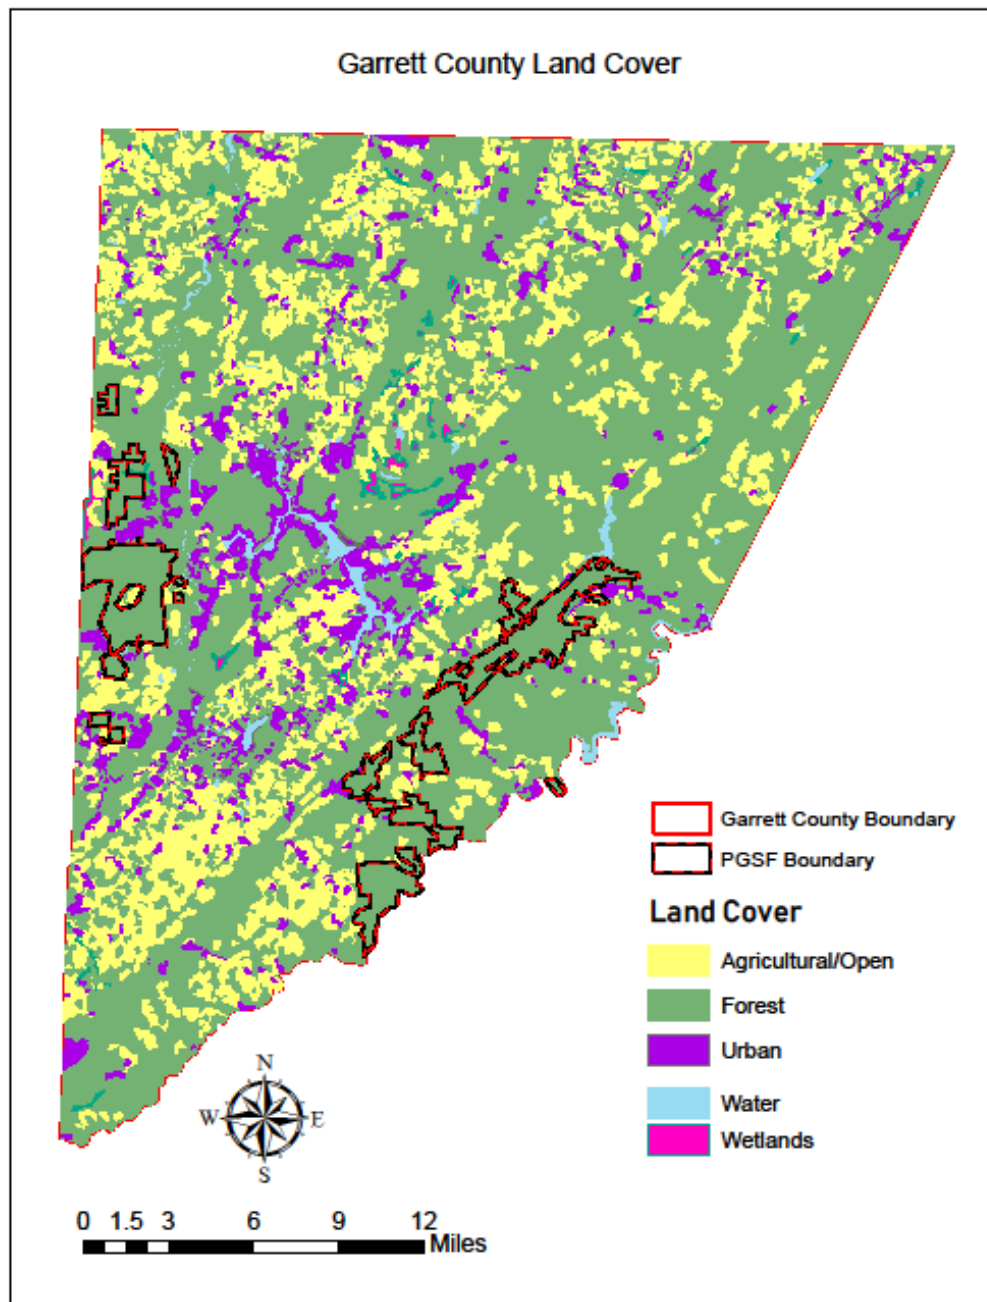 Garrett County Land Cover
Garrett County Boundary
PGSF Boundary
Land Cover
Agricultural/Open
Forest
Urban
Water
Wetlands
N
W E
S
0 1.5 3 6 9 12
Miles